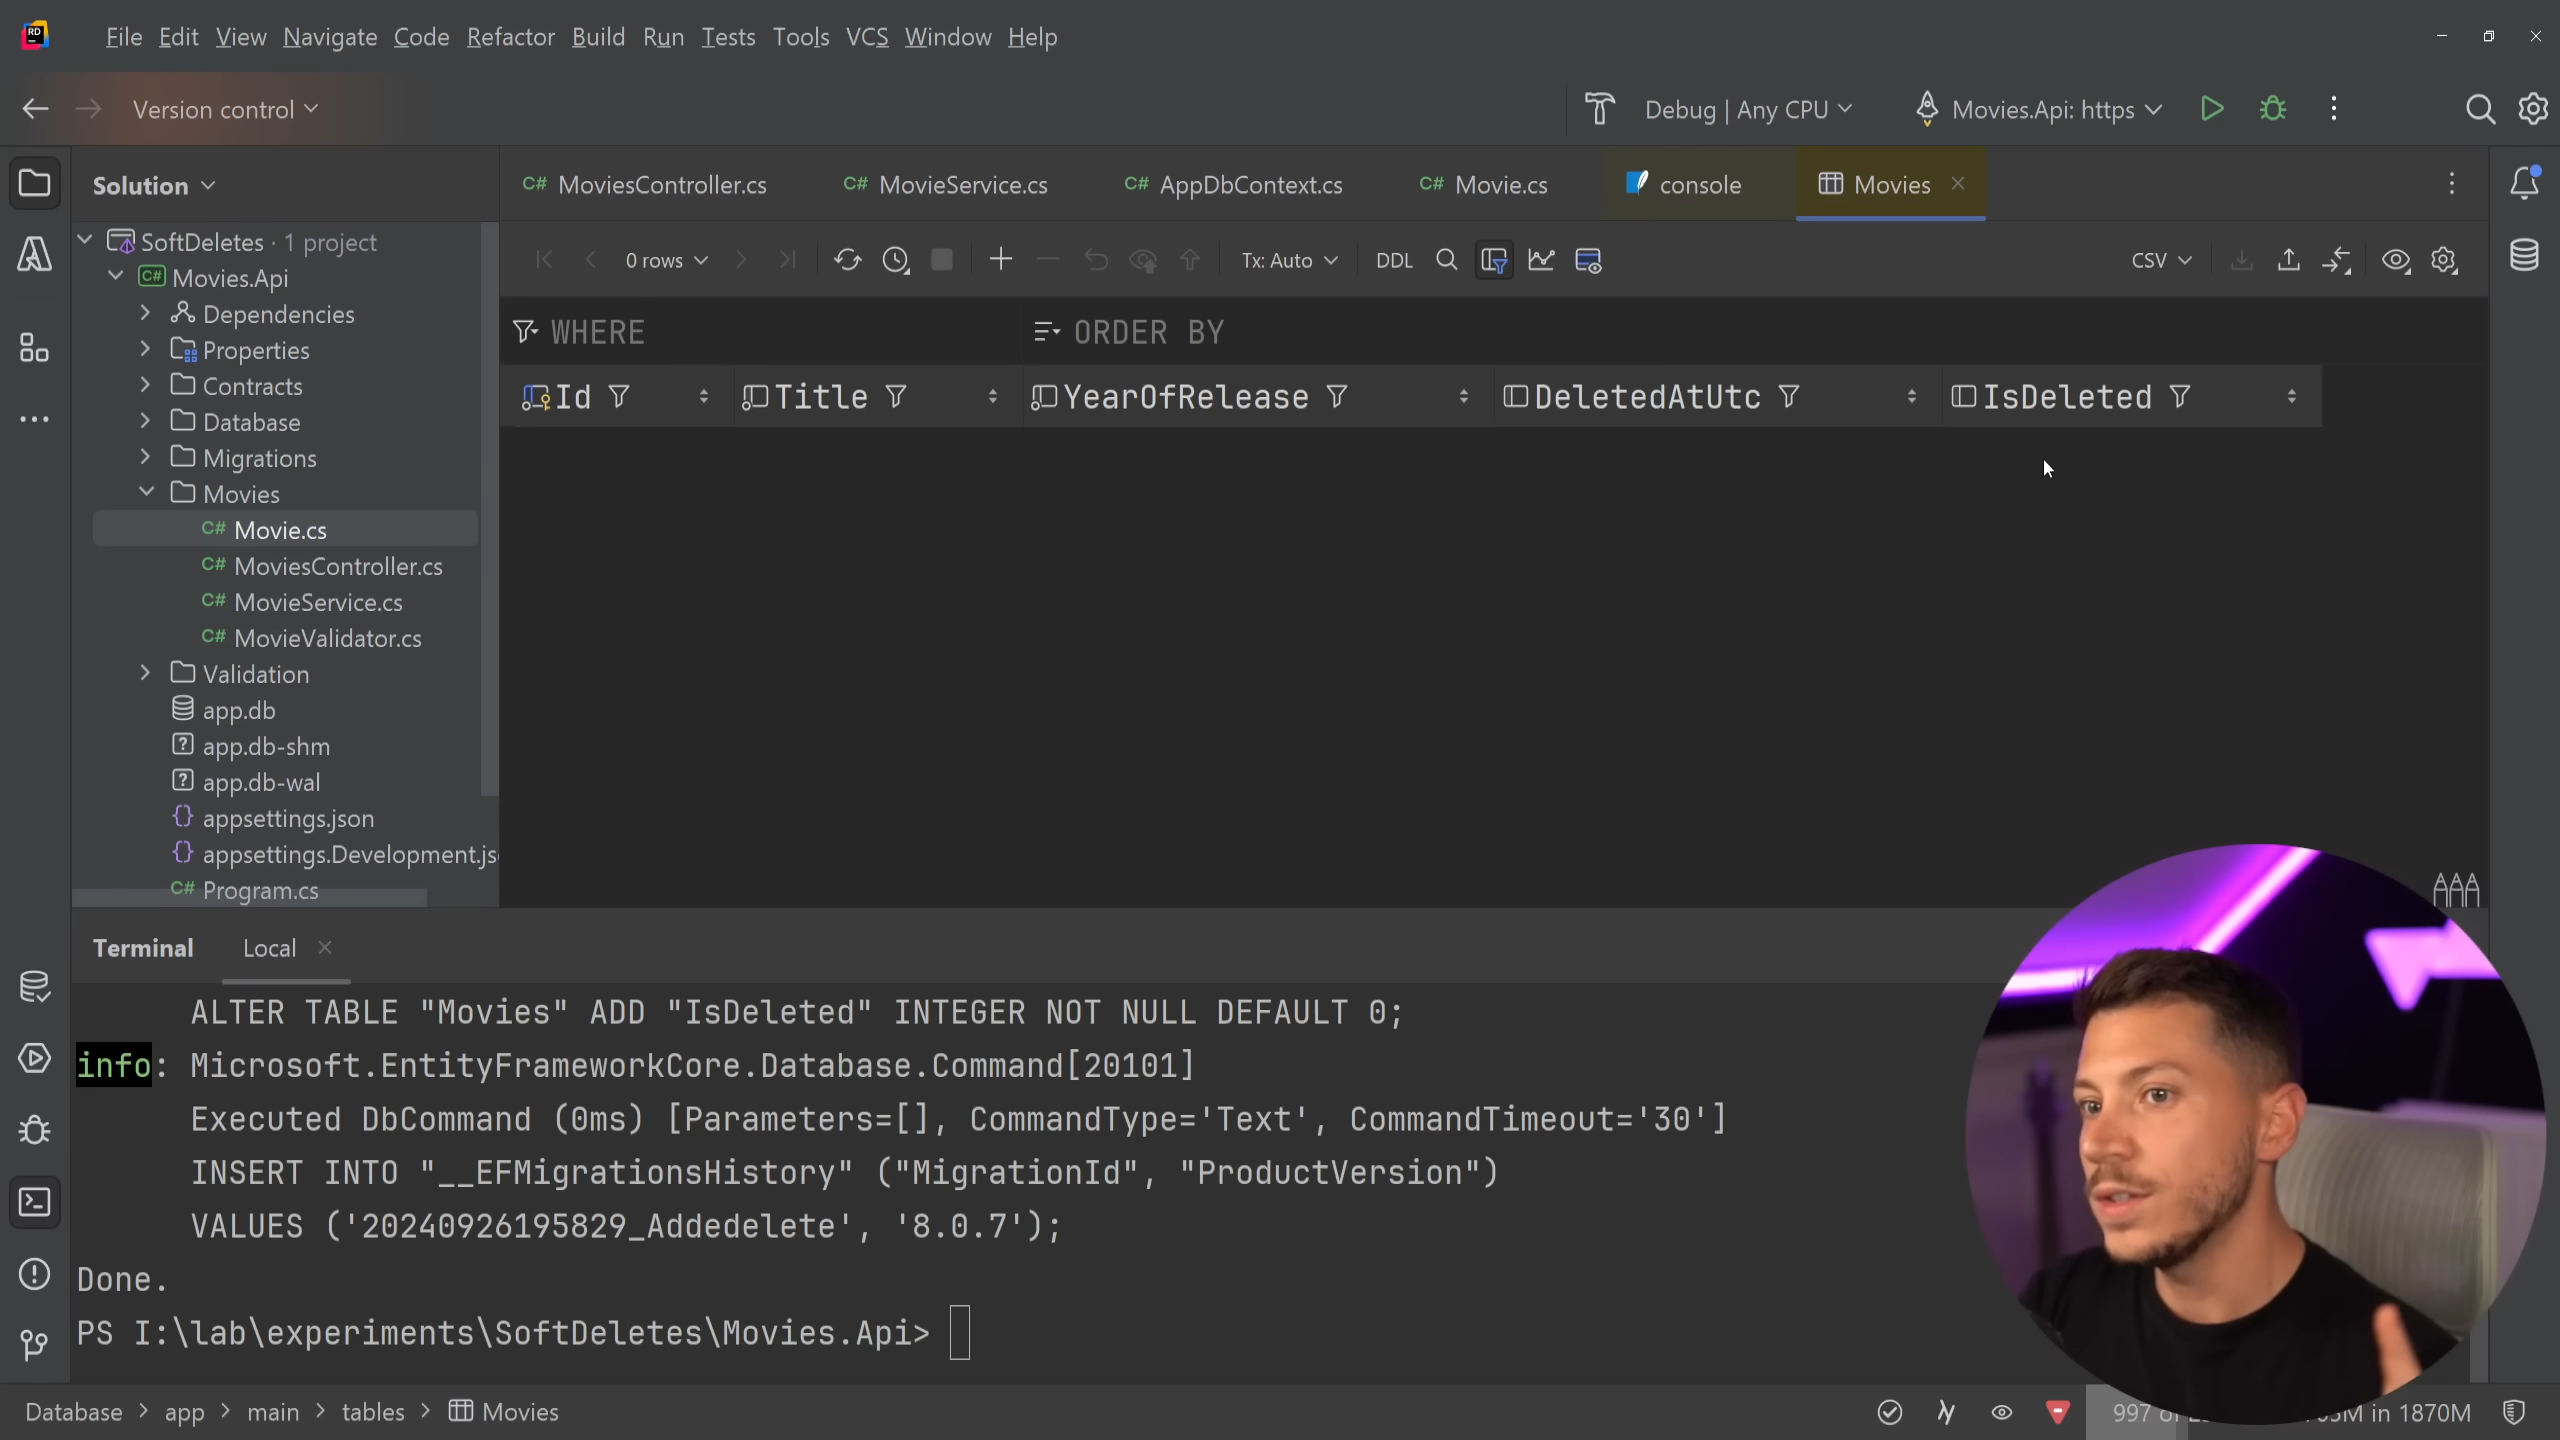 File Edit View Navigate Code Refactor Build Run Tests Tools VCS Window Help
Version control
Debug | Any CPU
Movies.Api: https
Solution
MoviesController.cs
MovieService.cs
AppDbContext.cs
Movie.cs
console
Movies
SoftDeletes · 1 project
Movies.Api
Dependencies
Properties
Contracts
Database
Migrations
Movies
Movie.cs
MoviesController.cs
MovieService.cs
MovieValidator.cs
Validation
app.db
app.db-shm
app.db-wal
appsettings.json
appsettings.Development.js
Program.cs
0 rows
Tx: Auto
DDL
CSV
WHERE
ORDER BY
Id Title YearOfRelease DeletedAtUtc IsDeleted
Terminal
Local
ALTER TABLE "Movies" ADD "IsDeleted" INTEGER NOT NULL DEFAULT 0;
info: Microsoft.EntityFrameworkCore.Database.Command[20101]
Executed DbCommand (0ms) [Parameters=[], CommandType='Text', CommandTimeout='30']
INSERT INTO "__EFMigrationsHistory" ("MigrationId", "ProductVersion")
VALUES ('20240926195829_Addedelete', '8.0.7');
Done.
PS I:\lab\experiments\SoftDeletes\Movies.Api>
Database > app > main > tables > Movies
997 in 1870M